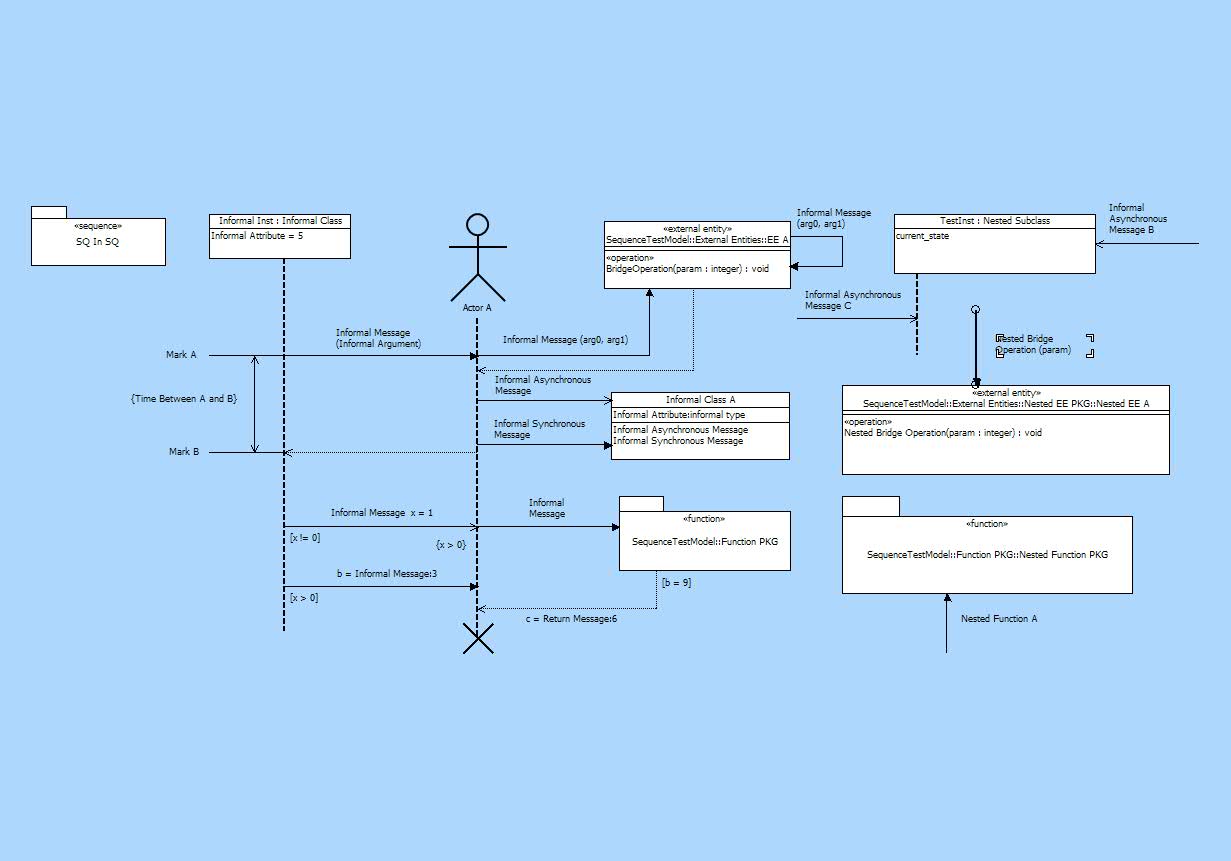 «sequence»
SQ In SQ
Informal Inst : Informal Class
Informal Attribute = 5
Actor A
«external entity»
SequenceTestModel::External Entities::EE A
«operation»
BridgeOperation(param : integer) : void
Informal Message
(arg0, arg1)
TestInst : Nested Subclass
current_state
Informal
Asynchronous
Message B
Informal Asynchronous
Message C
Mark A
Informal Message
(Informal Argument)
Informal Message (arg0, arg1)
Nested Bridge
Operation (param)
{Time Between A and B}
Informal Asynchronous
Message
Informal Class A
Informal Attribute:informal type
Informal Asynchronous Message
Informal Synchronous Message
Informal Synchronous
Message
«external entity»
SequenceTestModel::External Entities::Nested EE PKG::Nested EE A
«operation»
Nested Bridge Operation(param : integer) : void
Mark B
Informal Message  x = 1
[x != 0]
{x > 0}
Informal
Message
«function»
SequenceTestModel::Function PKG
«function»
SequenceTestModel::Function PKG::Nested Function PKG
b = Informal Message:3
[x > 0]
[b = 9]
c = Return Message:6
Nested Function A